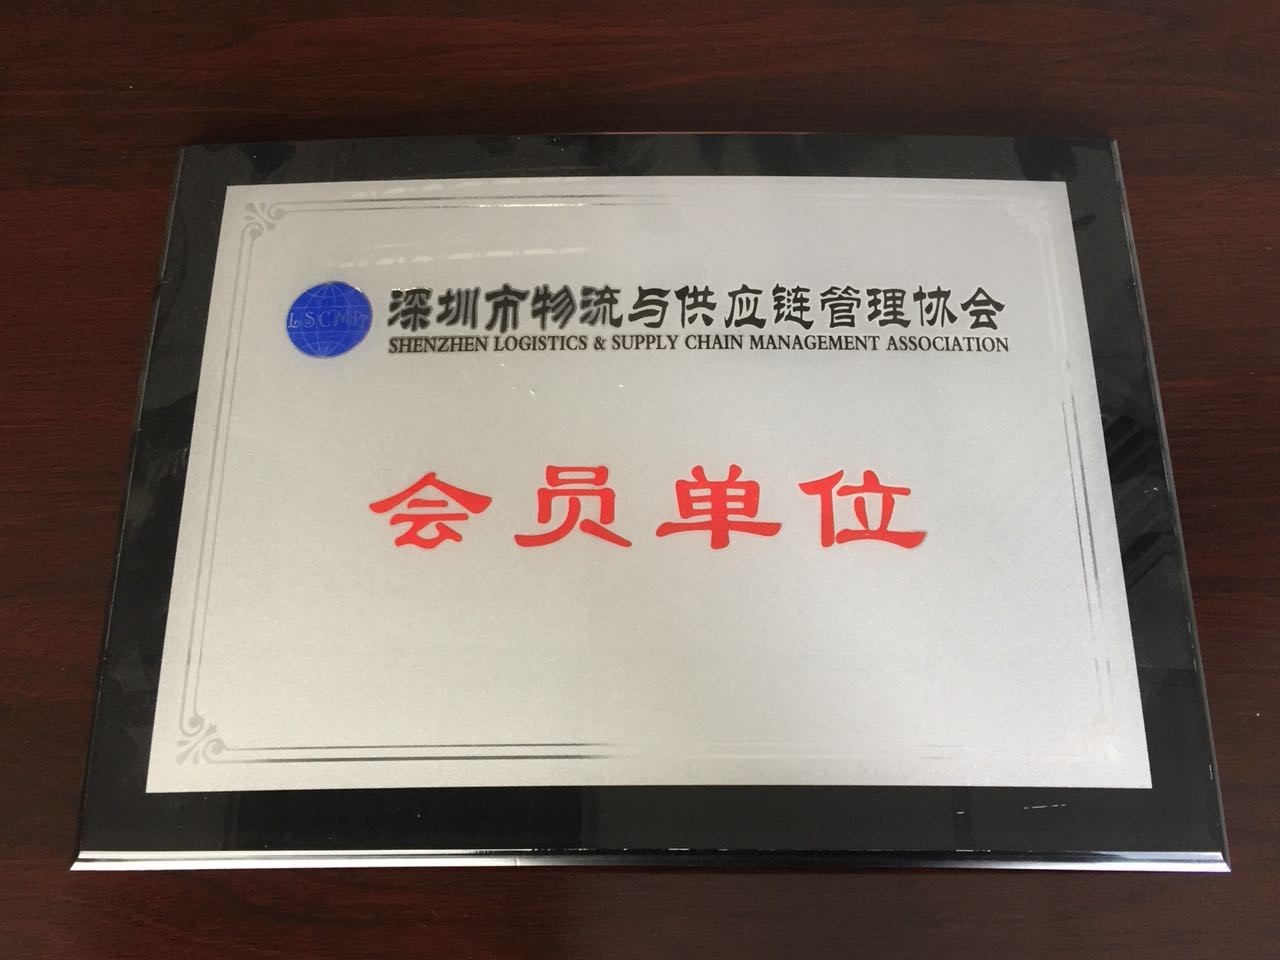 LSCMPT
深圳市物流与供应链管理协会
SHENZHEN LOGISTICS & SUPPLY CHAIN MANAGEMENT ASSOCIATION
会员单位